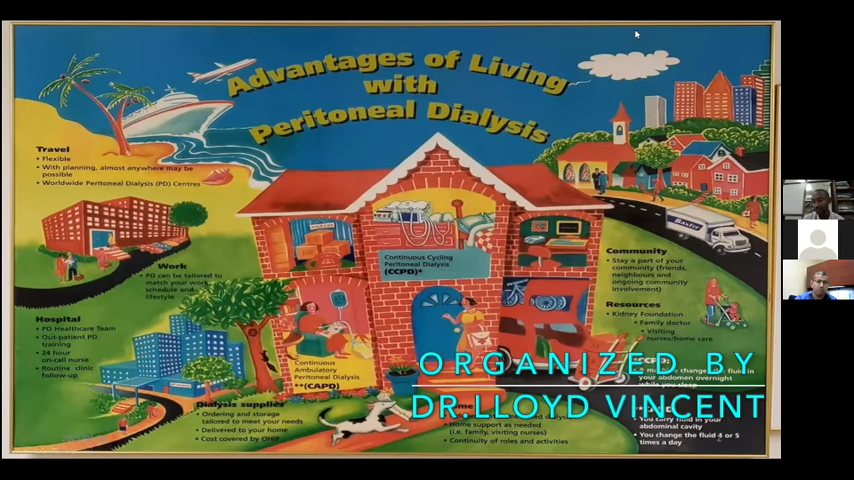 Advantages of Living
with
Peritoneal Dialysis
Travel
• Flexible
• With planning, almost anywhere may be
possible
• Worldwide Peritoneal Dialysis (PD) Centres
Work
• PD can be tailored to
match your work
schedule and
lifestyle
Hospital
• PD Healthcare Team
• Out-patient PD
training
• 24 hour
on-call nurse
• Routine clinic
follow-up
Dialysis supplies
• Ordering and storage
tailored to meet your needs
• Delivered to your home
• Cost covered by OHIP
Continuous Cycling
Peritoneal Dialysis
(CCPD)*
Continuous
Ambulatory
Peritoneal Dialysis
**(CAPD)
Baxter
Community
• Stay a part of your
community (friends,
neighbours and
ongoing community
involvement)
Resources
• Kidney Foundation
• Family doctor
• Visiting
nurses/home care
change fluid in
your abdomen overnight
while you sleep
• Home support as needed
(i.e. family, visiting nurses)
• Continuity of roles and activities
You carry fluid in your
abdominal cavity
• You change the fluid 4 or 5
times a day
ORGANIZED BY
DR.LLOYD VINCENT
2